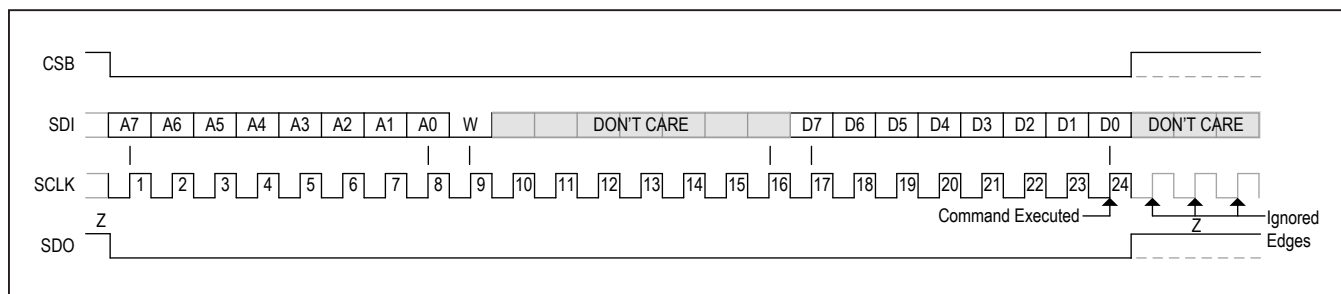 CSB
SDI A7 A6 A5 A4 A3 A2 A1 A0 W DON'T CARE D7 D6 D5 D4 D3 D2 D1 D0 DON'T CARE
SCLK 1 2 3 4 5 6 7 8 9 10 11 12 13 14 15 16 17 18 19 20 21 22 23 24
Z Command Executed Z Ignored
SDO Edges